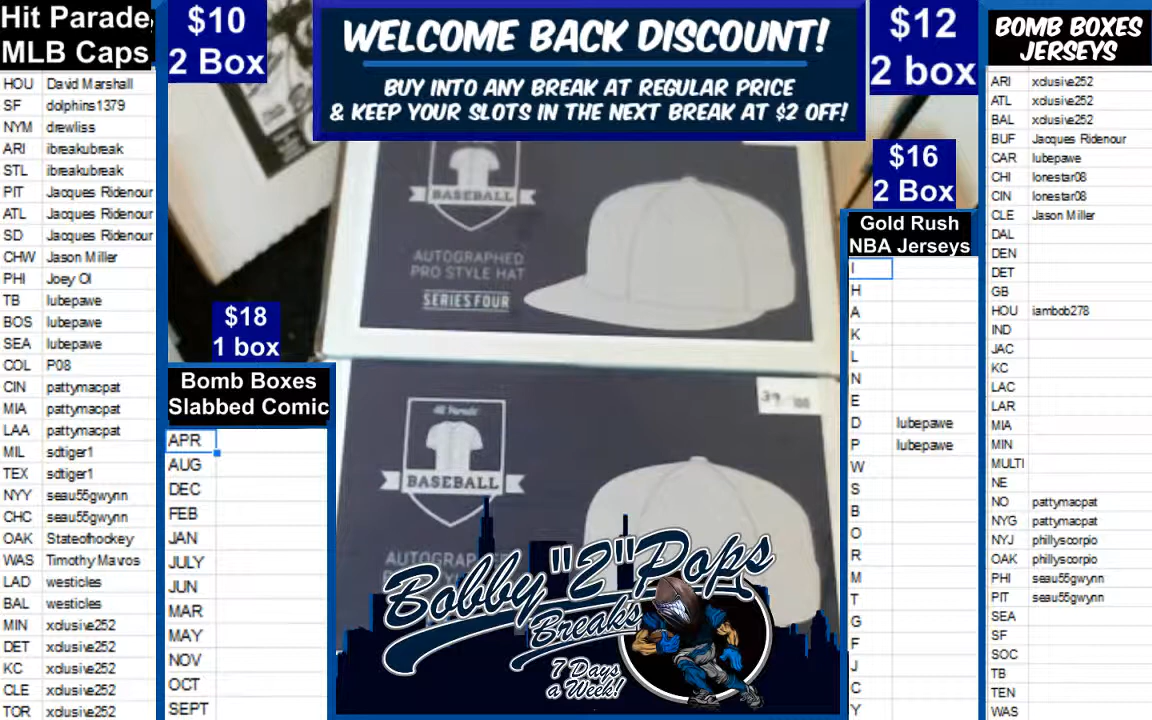 Hit Parade
MLB Caps
HOU David Marshall
SF dolphins1379
NYM drewliss
ARI ibreakubreak
STL ibreakubreak
PIT Jacques Ridenour
ATL Jacques Ridenour
SD Jacques Ridenour
CHW Jason Miller
PHI Joey Ol
TB lubepawe
BOS lubepawe
SEA lubepawe
COL P08
CIN pattymacpat
MIA pattymacpat
LAA pattymacpat
MIL sdtiger1
TEX sdtiger1
NYY seau55gwynn
CHC seau55gwynn
OAK Stateofhockey
WAS Timothy Mavros
LAD westicles
BAL westicles
MIN xclusive252
DET xclusive252
KC xclusive252
CLE xclusive252
TOR xclusive252
$10
2 Box
$18
1 box
Bomb Boxes
Slabbed Comic
APR
AUG
DEC
FEB
JAN
JULY
JUN
MAR
MAY
NOV
OCT
SEPT
WELCOME BACK DISCOUNT!
BUY INTO ANY BREAK AT REGULAR PRICE
& KEEP YOUR SLOTS IN THE NEXT BREAK AT $2 OFF!
BASEBALL
AUTOGRAPHED
PRO STYLE HAT
SERIES FOUR
Hit Parade
BASEBALL
Bobby "2" Pops
Breaks
7 Days
a Week!
$12
2 box
$16
2 Box
Gold Rush
NBA Jerseys
I
H
A
K
L
N
E
D lubepawe
P lubepawe
W
S
B
O
R
M
T
G
F
J
C
Y
BOMB BOXES
JERSEYS
ARI xclusive252
ATL xclusive252
BAL xclusive252
BUF Jacques Ridenour
CAR lubepawe
CHI lonestar08
CIN lonestar08
CLE Jason Miller
DAL
DEN
DET
GB
HOU iambob278
IND
JAC
KC
LAC
LAR
MIA
MIN
MULTI
NE
NO pattymacpat
NYG pattymacpat
NYJ phillyscorpio
OAK phillyscorpio
PHI seau55gwynn
PIT seau55gwynn
SEA
SF
SOC
TB
TEN
WAS